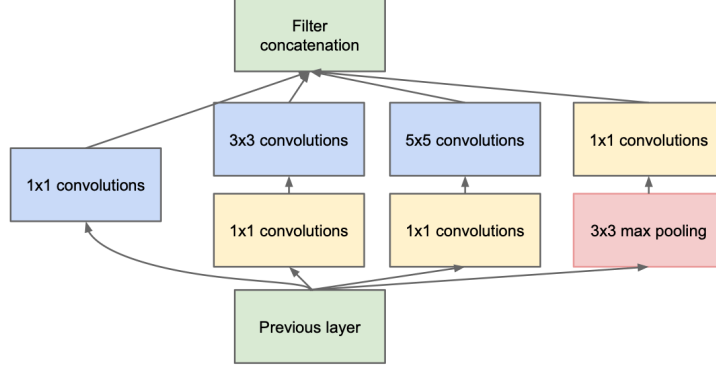 Filter
concatenation
3x3 convolutions
5x5 convolutions
1x1 convolutions
1x1 convolutions
1x1 convolutions
1x1 convolutions
3x3 max pooling
Previous layer